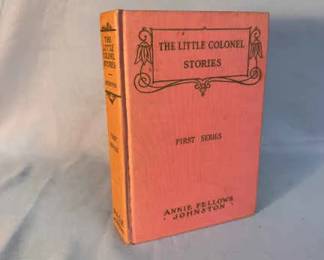 THE LITTLE COLONEL
STORIES
FIRST SERIES
ANNIE FELLOWS
JOHNSTON
THE
LITTLE
COLONEL
STORIES